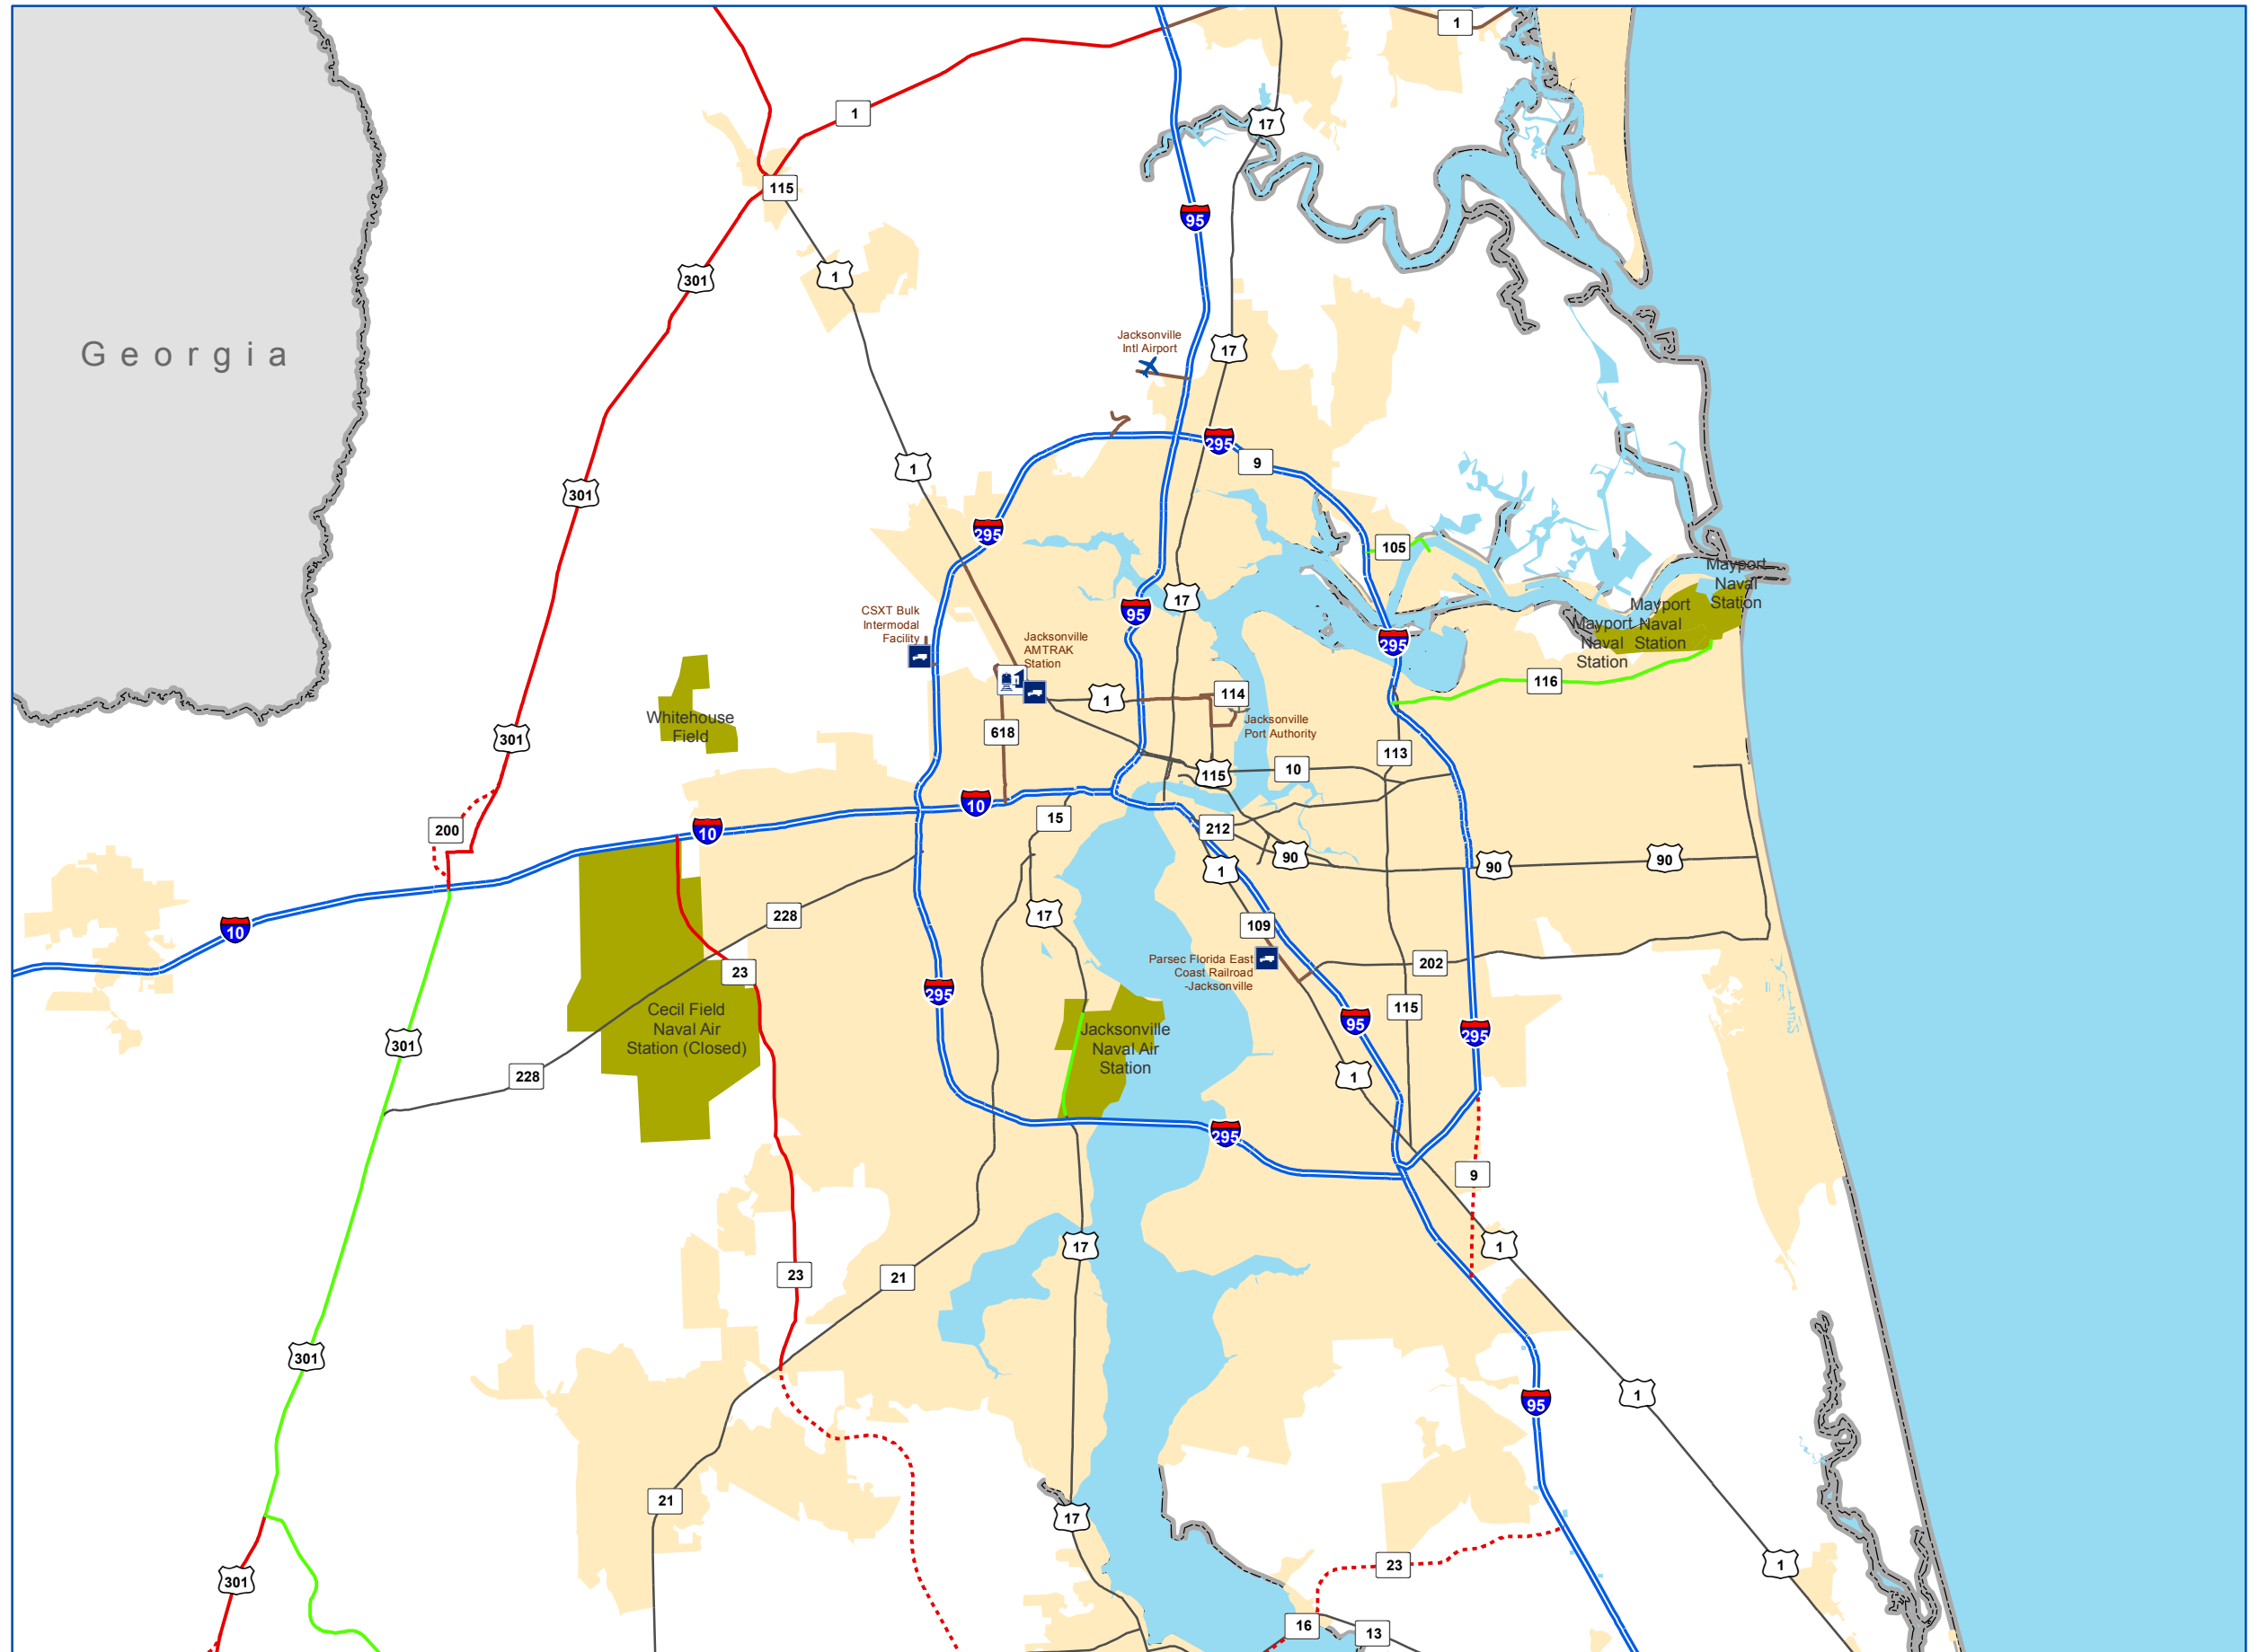 1
17
1
115
95
301
1
Georgia
Jacksonville
Intl Airport
17
295
9
1
301
295
105
Mayport
Naval
Station
17
95
Mayport
Naval
Station
Mayport
Naval
Station
CSXT Bulk
Intermodal
Facility
Jacksonville
AMTRAK
Station
295
116
1
114
Jacksonville
Port Authority
Whitehouse
Field
618
301
113
115
10
10
15
200
10
212
90
90
90
1
228
17
109
10
Parsec Florida East
Coast Railroad
-Jacksonville
202
23
295
115
Cecil Field
Naval Air
Station (Closed)
95
Jacksonville
Naval Air
Station
295
301
228
1
295
9
17
1
23
21
301
1
95
21
17
23
1
301
16
13